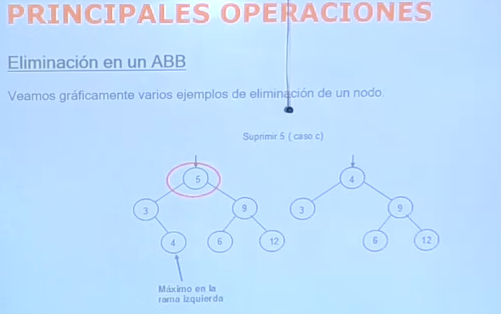 PRINCIPALES OPERACIONES
Eliminación en un ABB
Veamos gráficamente varios ejemplos de eliminación de un nodo.
Suprimir 5 ( caso c)
5
4
3
9
3
9
4
6
12
6
12
Máximo en la
rama Izquierda